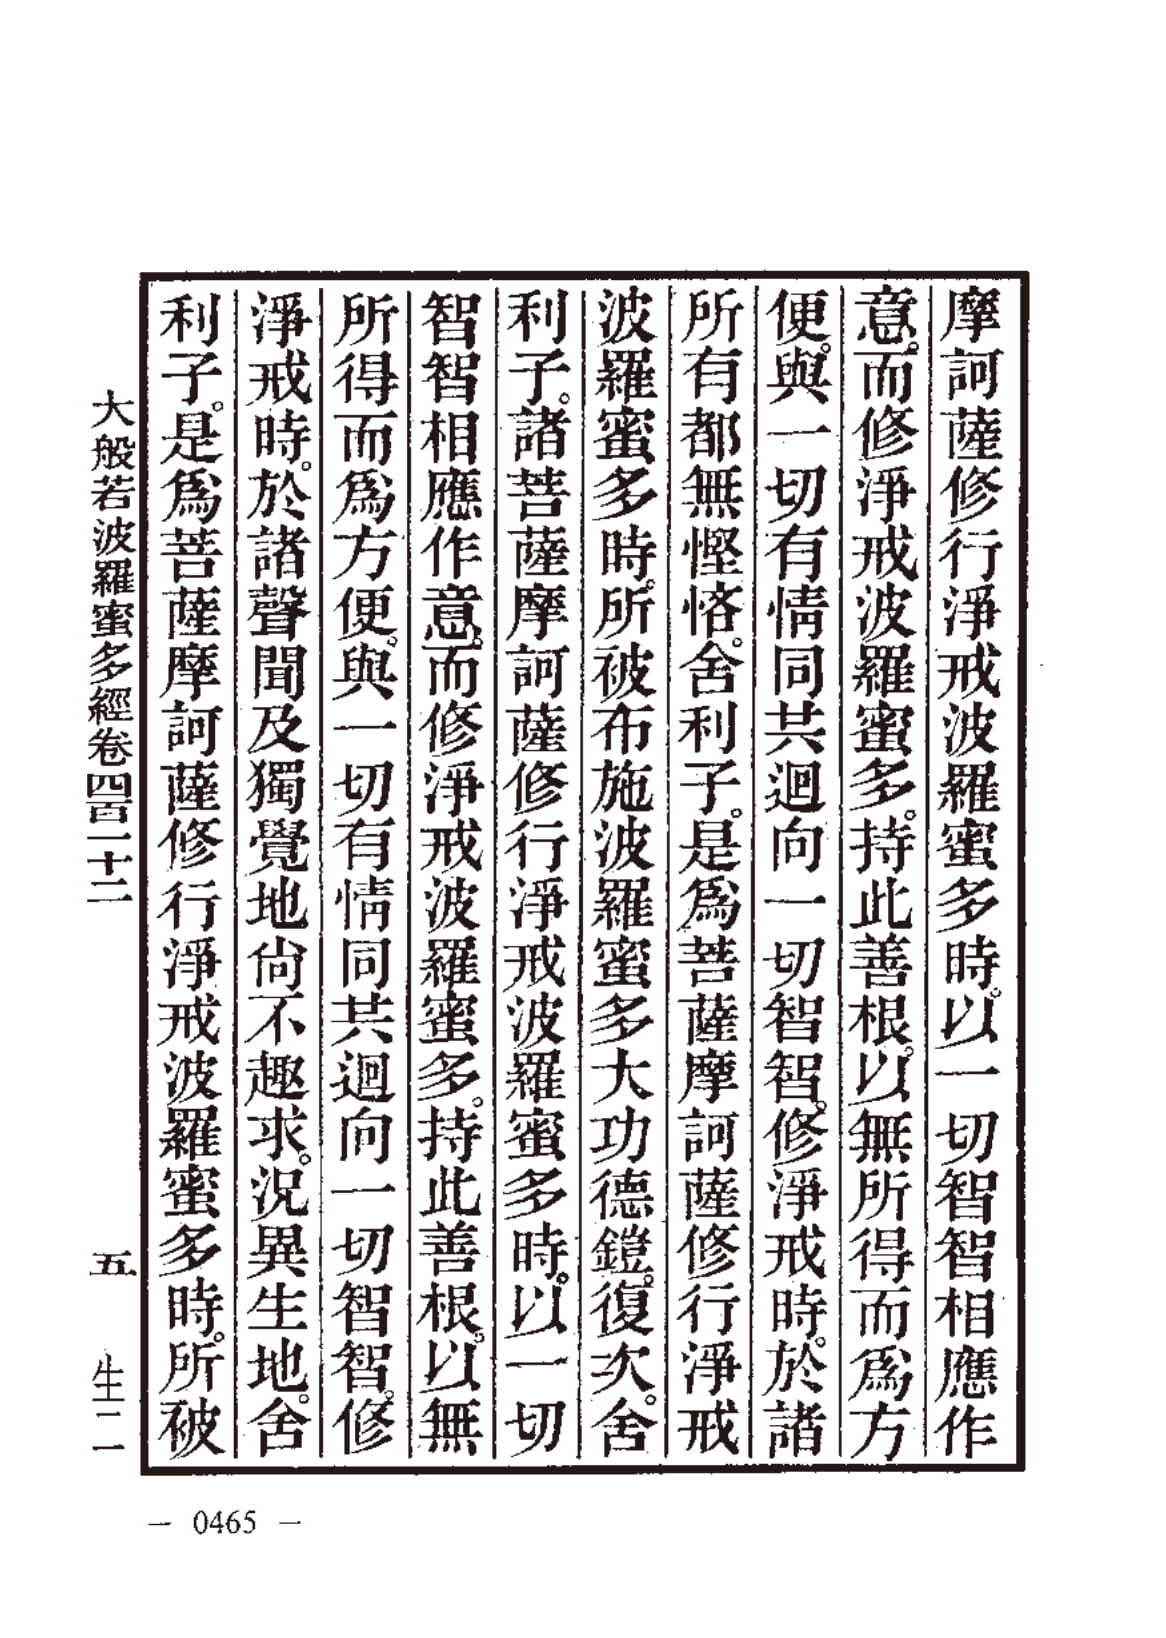 摩訶薩修行淨戒波羅蜜多時。以一切智智相應作
意。而修淨戒波羅蜜多。持此善根。以無所得而爲方
便。與一切有情同共迴向一切智智。修淨戒時。於諸
所有都無慳悋。舍利子。是爲菩薩摩訶薩修行淨戒
波羅蜜多時。所被布施波羅蜜多大功德鎧。復次。舍
利子。諸菩薩摩訶薩修行淨戒波羅蜜多時。以一切
智智相應作意。而修淨戒波羅蜜多。持此善根。以無
所得而爲方便。與一切有情同共迴向一切智智。修
淨戒時。於諸聲聞及獨覺地尙不趣求。況異生地。舍
利子。是爲菩薩摩訶薩修行淨戒波羅蜜多時。所被
大般若波羅蜜多經卷四百一十二 五 生二
— 0465 —